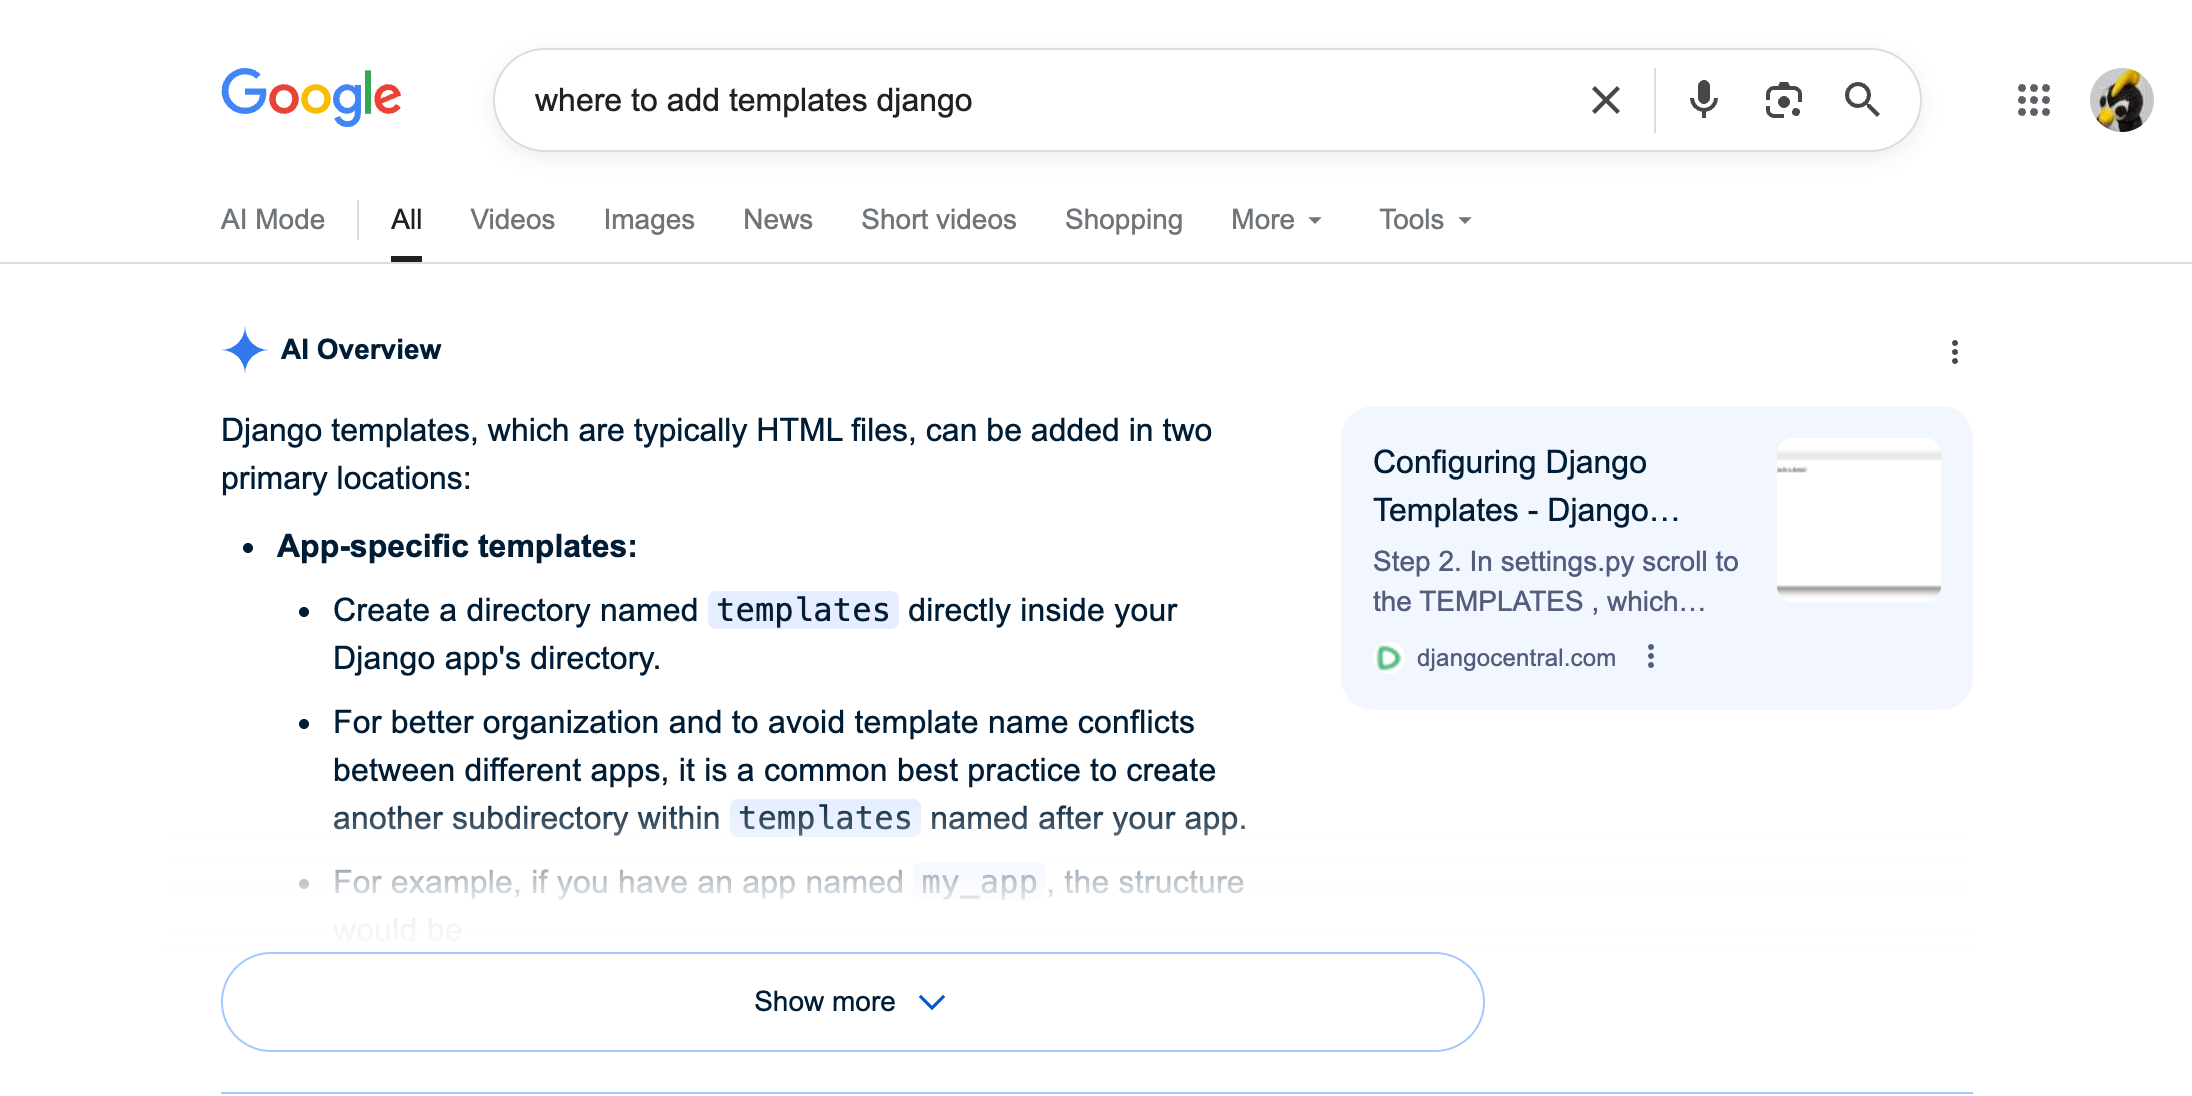 Google
where to add templates django
AI Mode
All
Videos
Images
News
Short videos
Shopping
More
Tools
AI Overview
Django templates, which are typically HTML files, can be added in two
primary locations:
App-specific templates:
Create a directory named templates directly inside your
Django app's directory.
For better organization and to avoid template name conflicts
between different apps, it is a common best practice to create
another subdirectory within templates named after your app.
For example, if you have an app named my_app, the structure
would be
Show more
Configuring Django
Templates - Django…
Step 2. In settings.py scroll to
the TEMPLATES , which…
djangocentral.com